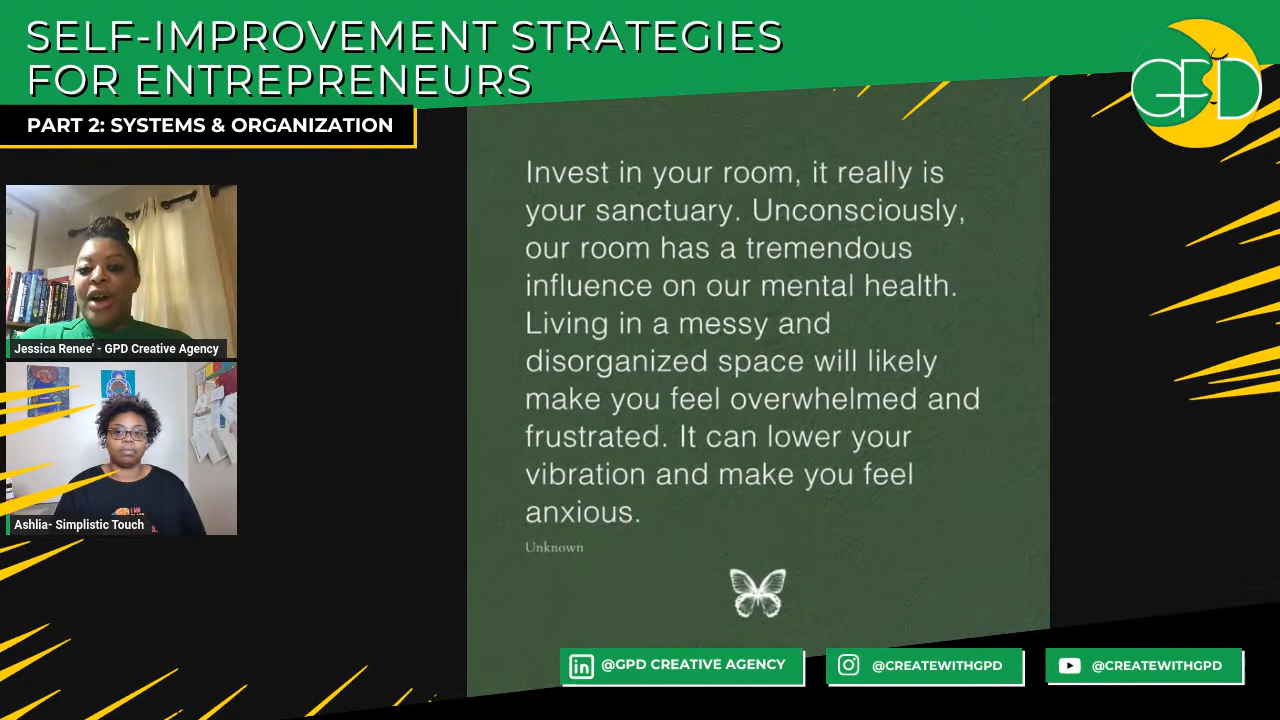 SELF-IMPROVEMENT STRATEGIES
FOR ENTREPRENEURS
PART 2: SYSTEMS & ORGANIZATION
GPD
Jessica Renee' - GPD Creative Agency
Ashlia- Simplistic Touch
Invest in your room, it really is
your sanctuary. Unconsciously,
our room has a tremendous
influence on our mental health.
Living in a messy and
disorganized space will likely
make you feel overwhelmed and
frustrated. It can lower your
vibration and make you feel
anxious.
Unknown
@GPD CREATIVE AGENCY
@CREATEWITHGPD
@CREATEWITHGPD